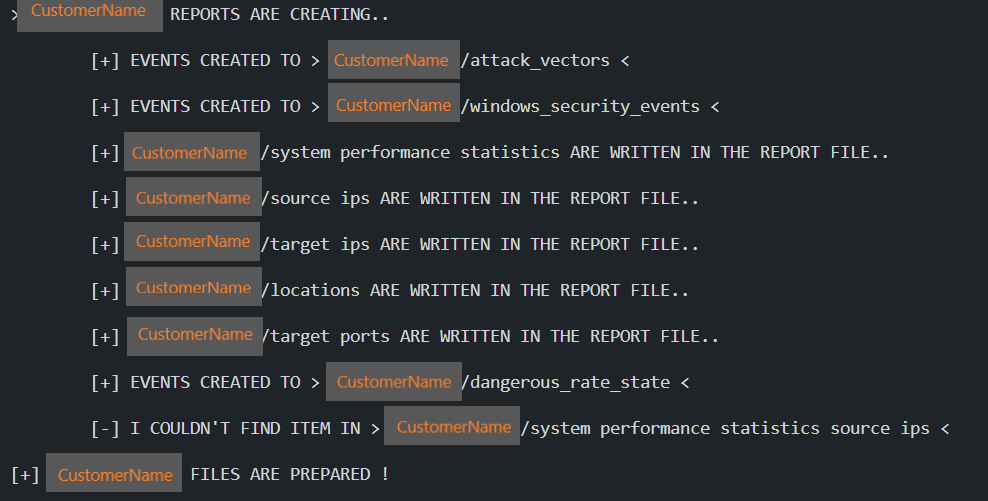 > CustomerName REPORTS ARE CREATING..
[+] EVENTS CREATED TO > CustomerName /attack_vectors <
[+] EVENTS CREATED TO > CustomerName /windows_security_events <
[+] CustomerName /system performance statistics ARE WRITTEN IN THE REPORT FILE..
[+] CustomerName /source ips ARE WRITTEN IN THE REPORT FILE..
[+] CustomerName /target ips ARE WRITTEN IN THE REPORT FILE..
[+] CustomerName /locations ARE WRITTEN IN THE REPORT FILE..
[+] CustomerName /target ports ARE WRITTEN IN THE REPORT FILE..
[+] EVENTS CREATED TO > CustomerName /dangerous_rate_state <
[-] I COULDN'T FIND ITEM IN > CustomerName /system performance statistics source ips <
[+] CustomerName FILES ARE PREPARED !